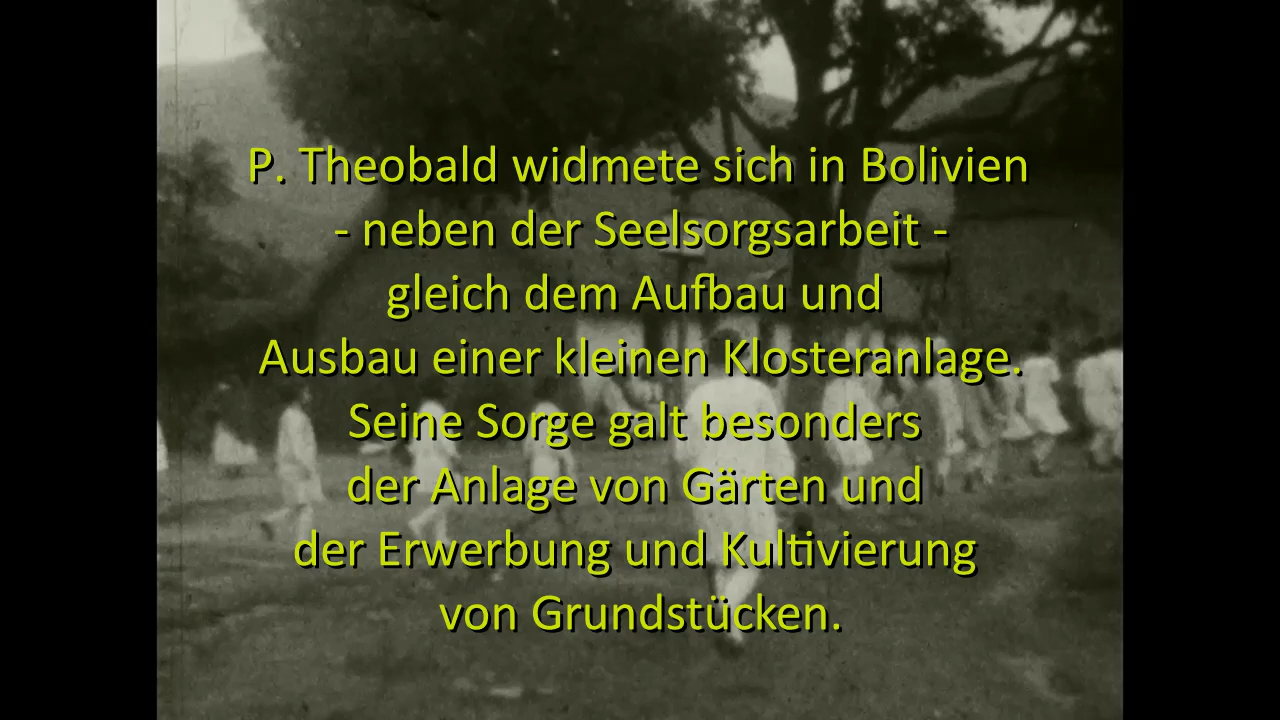 P. Theobald widmete sich in Bolivien
- neben der Seelsorgsarbeit -
gleich dem Aufbau und
Ausbau einer kleinen Klosteranlage.
Seine Sorge galt besonders
der Anlage von Gärten und
der Erwerbung und Kultivierung
von Grundstücken.